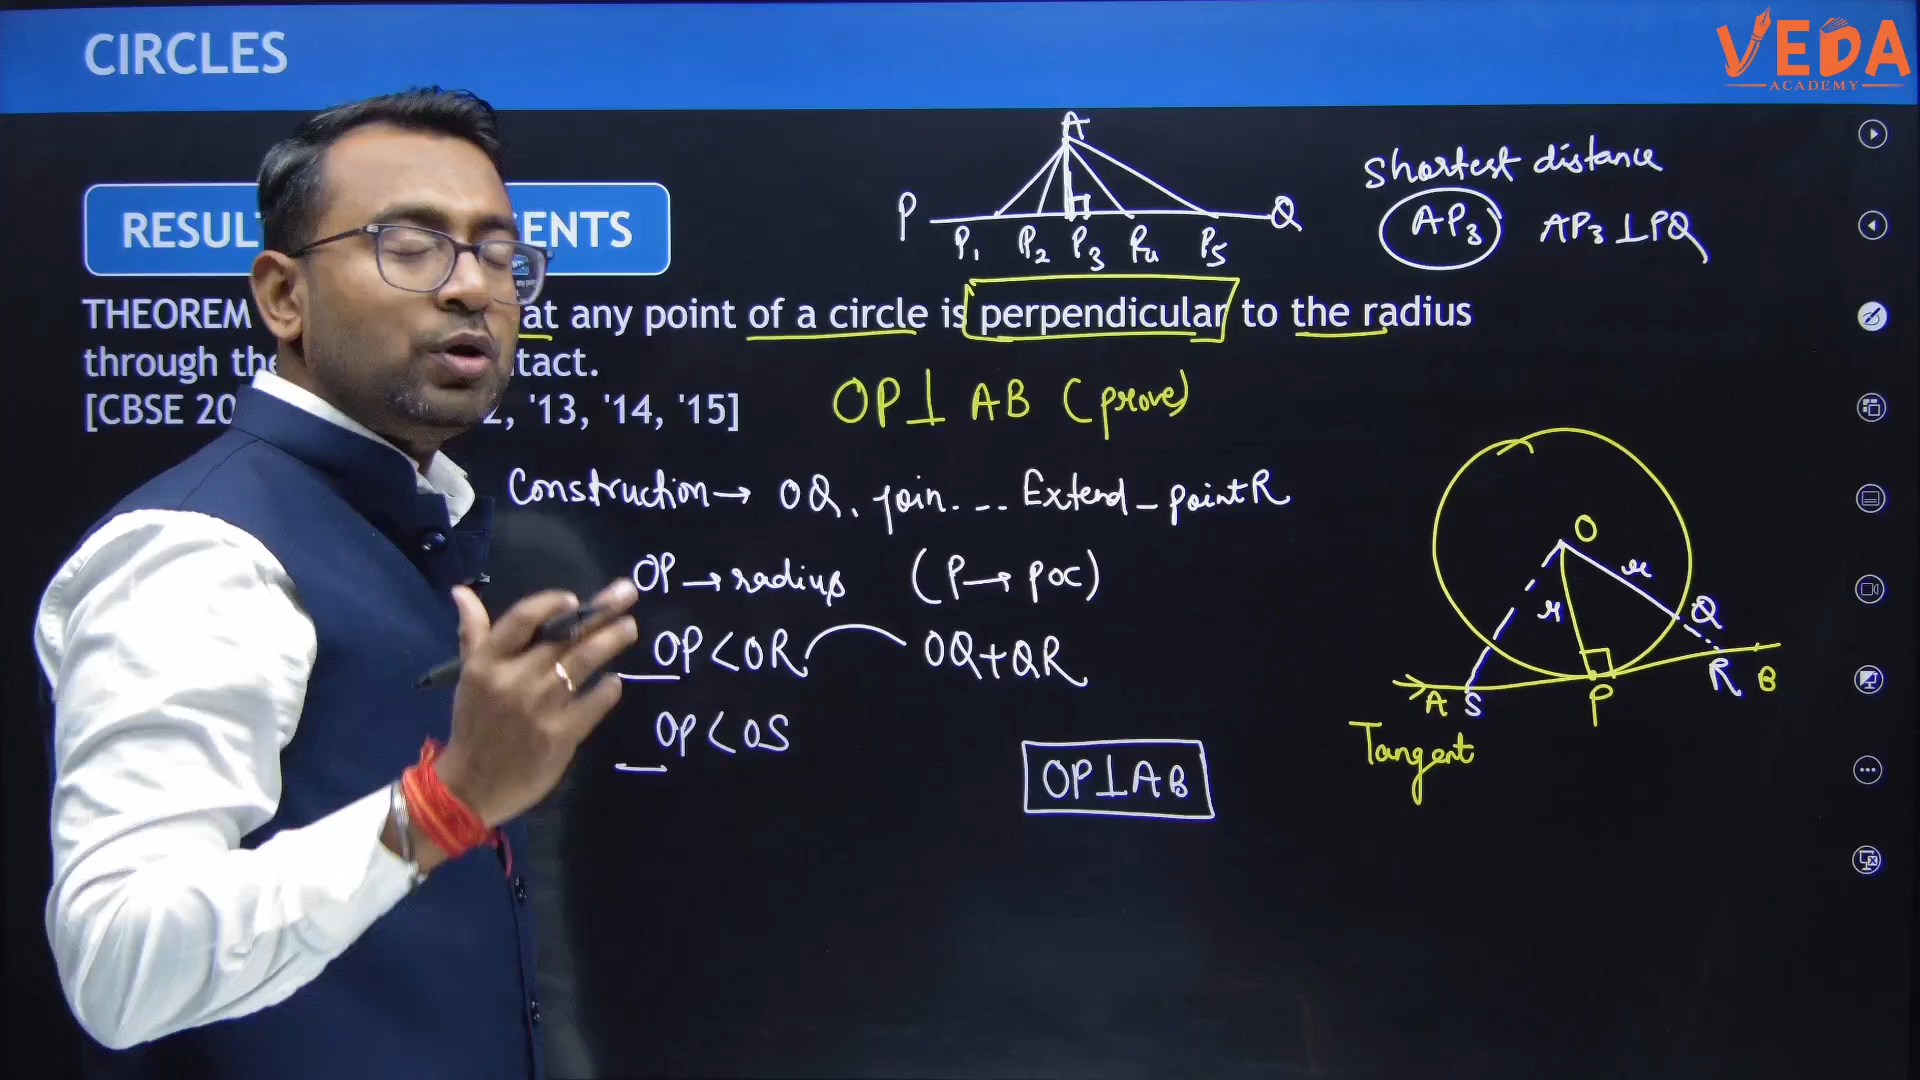 CIRCLES
VEDA
ACADEMY
A
P
Q
P₁ P₂ P₃ P₄ P₅
Shortest distance
AP₃ AP₃ ⊥ PQ
RESUL ENTS
THEOREM at any point of a circle is perpendicular to the radius
through the tact.
[CBSE 20 2, '13, '14, '15]
OP ⊥ AB (prove)
Construction → OQ, join... Extend - point R
OP → radius (P → POC)
OP < OR OQ + QR
OP < OS
OP ⊥ AB
O
r
r
Q
A S P R B
Tangent